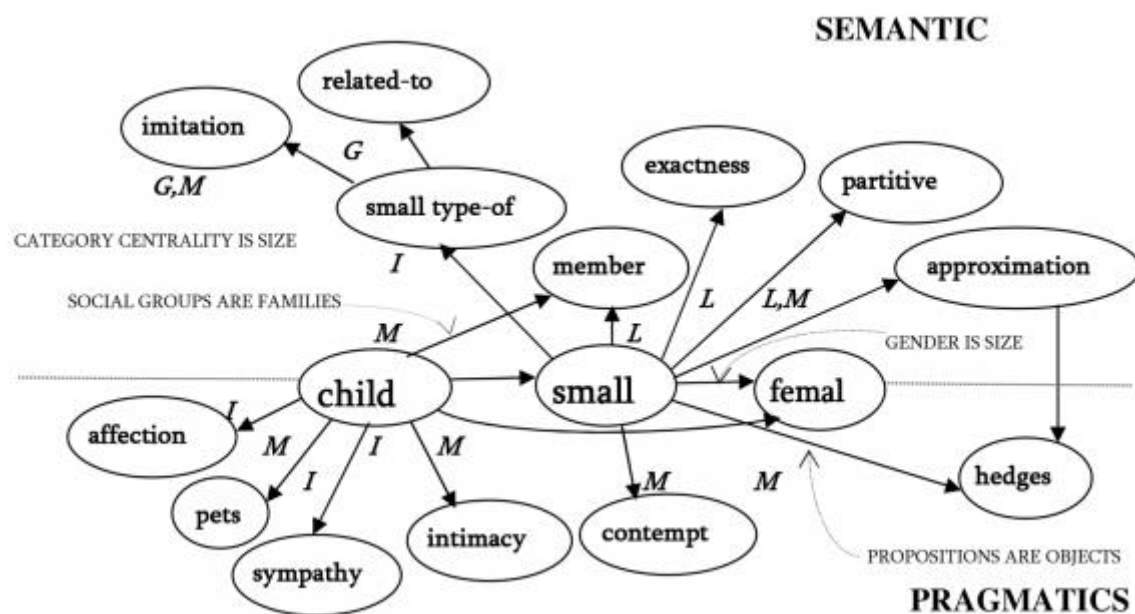 SEMANTIC
related-to
imitation
G
exactness
partitive
G,M
small type-of
CATEGORY CENTRALITY IS SIZE
I
member
approximation
SOCIAL GROUPS ARE FAMILIES
L
L,M
M
L
GENDER IS SIZE
child
small
femal
I
affection
M
I
M
hedges
I
M
M
pets
intimacy
contempt
sympathy
PROPOSITIONS ARE OBJECTS
PRAGMATICS